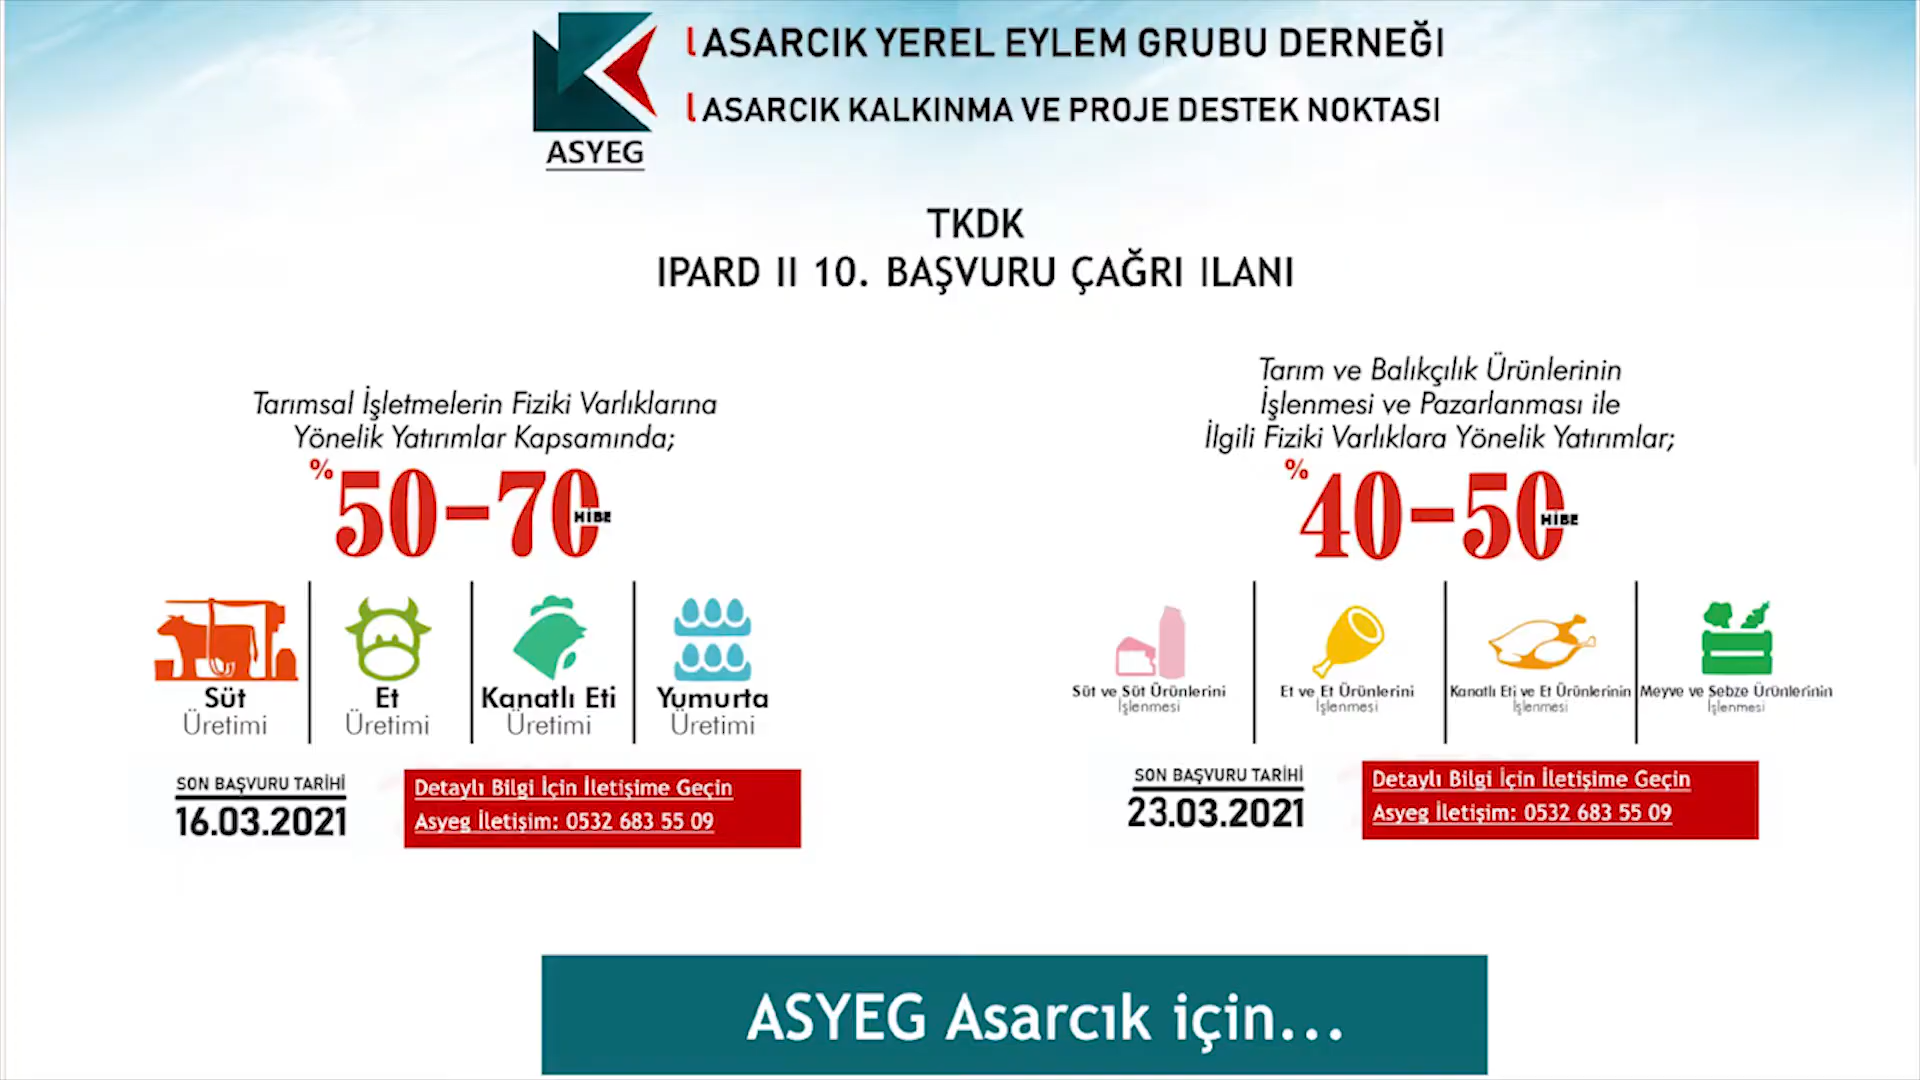 ASARCIK YEREL EYLEM GRUBU DERNEĞİ
ASARCIK KALKINMA VE PROJE DESTEK NOKTASI
ASYEG
TKDK
IPARD II 10. BAŞVURU ÇAĞRI ILANI
Tarımsal İşletmelerin Fiziki Varlıklarına
Yönelik Yatırımlar Kapsamında;
%50-70 HİBE
Süt
Üretimi
Et
Üretimi
Kanatlı Eti
Üretimi
Yumurta
Üretimi
SON BAŞVURU TARİHİ
16.03.2021
Detaylı Bilgi İçin İletişime Geçin
Asyeg İletişim: 0532 683 55 09
Tarım ve Balıkçılık Ürünlerinin
İşlenmesi ve Pazarlanması ile
İlgili Fiziki Varlıklara Yönelik Yatırımlar;
%40-50 HİBE
Süt ve Süt Ürünlerini
İşlenmesi
Et ve Et Ürünlerini
İşlenmesi
Kanatlı Eti ve Et Ürünlerinin
İşlenmesi
Meyve ve Sebze Ürünlerinin
İşlenmesi
SON BAŞVURU TARİHİ
23.03.2021
Detaylı Bilgi İçin İletişime Geçin
Asyeg İletişim: 0532 683 55 09
ASYEG Asarcık için...